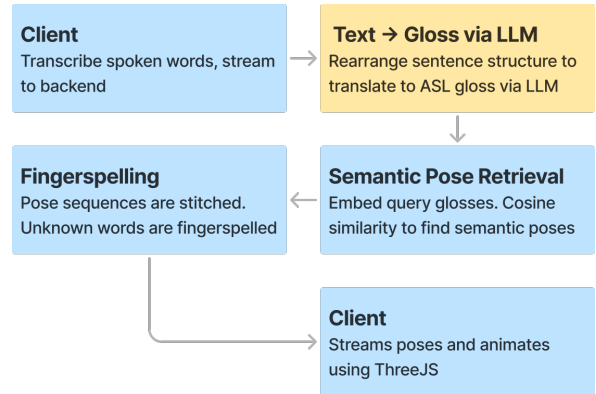 Client
Transcribe spoken words, stream
to backend
Text → Gloss via LLM
Rearrange sentence structure to
translate to ASL gloss via LLM
Fingerspelling
Pose sequences are stitched.
Unknown words are fingerspelled
Semantic Pose Retrieval
Embed query glosses. Cosine
similarity to find semantic poses
Client
Streams poses and animates
using ThreeJS